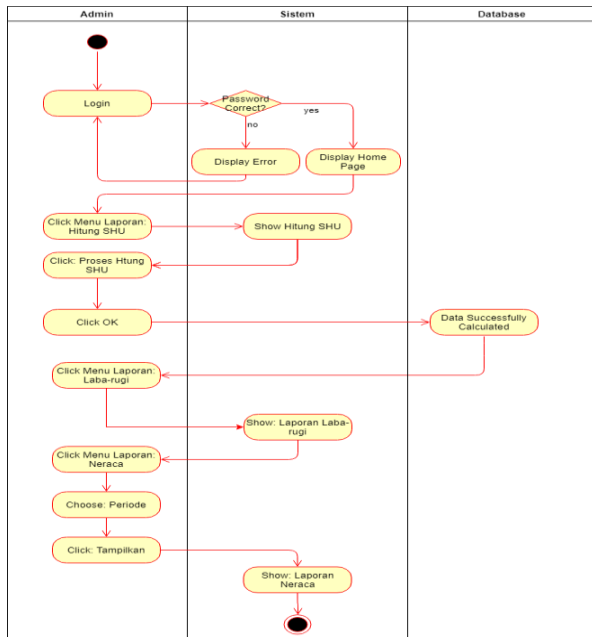 Admin
Sistem
Database
Login
Password
Correct?
no
yes
Display Error
Display Home
Page
Click Menu Laporan:
Hitung SHU
Show Hitung SHU
Click: Proses Htung
SHU
Click OK
Data Successfully
Calculated
Click Menu Laporan:
Laba-rugi
Show: Laporan Laba-
rugi
Click Menu Laporan:
Neraca
Choose: Periode
Click: Tampilkan
Show: Laporan
Neraca